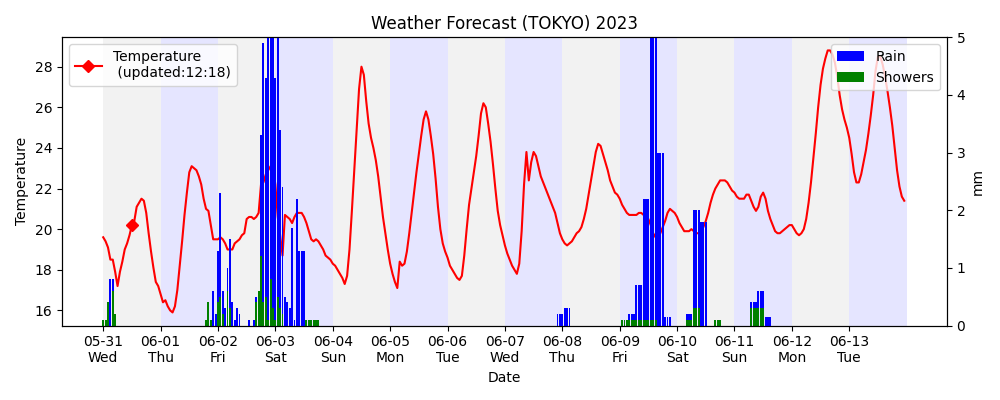 Weather Forecast (TOKYO) 2023
Temperature
(updated:12:18)
Rain
Showers
Temperature
28
26
24
22
20
18
16
5
4
3
2
1
0
mm
05-31 06-01 06-02 06-03 06-04 06-05 06-06 06-07 06-08 06-09 06-10 06-11 06-12 06-13
Wed Thu Fri Sat Sun Mon Tue Wed Thu Fri Sat Sun Mon Tue
Date